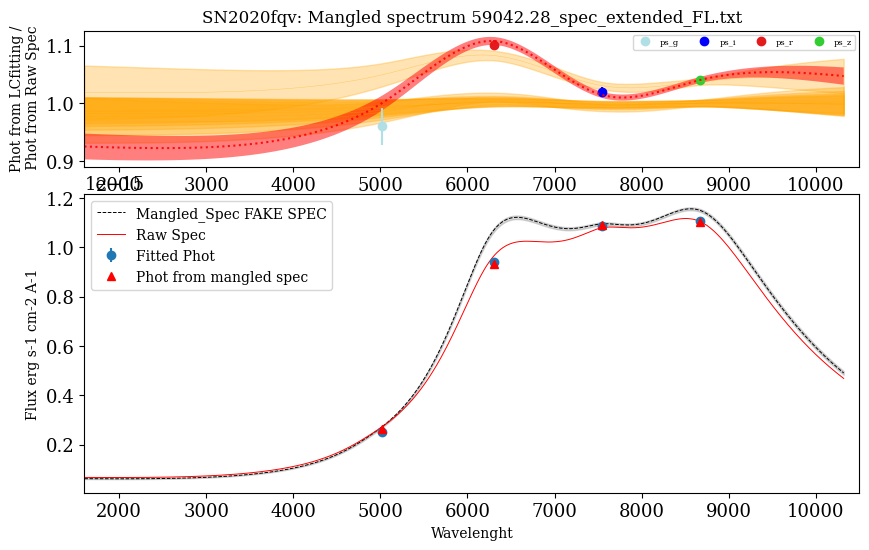 SN2020fqv: Mangled spectrum 59042.28_spec_extended_FL.txt
Phot from LCfitting /
Phot from Raw Spec
1.1
1.0
0.9
ps_g
ps_i
ps_r
ps_z
2000 3000 4000 5000 6000 7000 8000 9000 10000
Flux erg s-1 cm-2 A-1
1.2
1.0
0.8
0.6
0.4
0.2
Mangled_Spec FAKE SPEC
Raw Spec
Fitted Phot
Phot from mangled spec
2000 3000 4000 5000 6000 7000 8000 9000 10000
Wavelenght